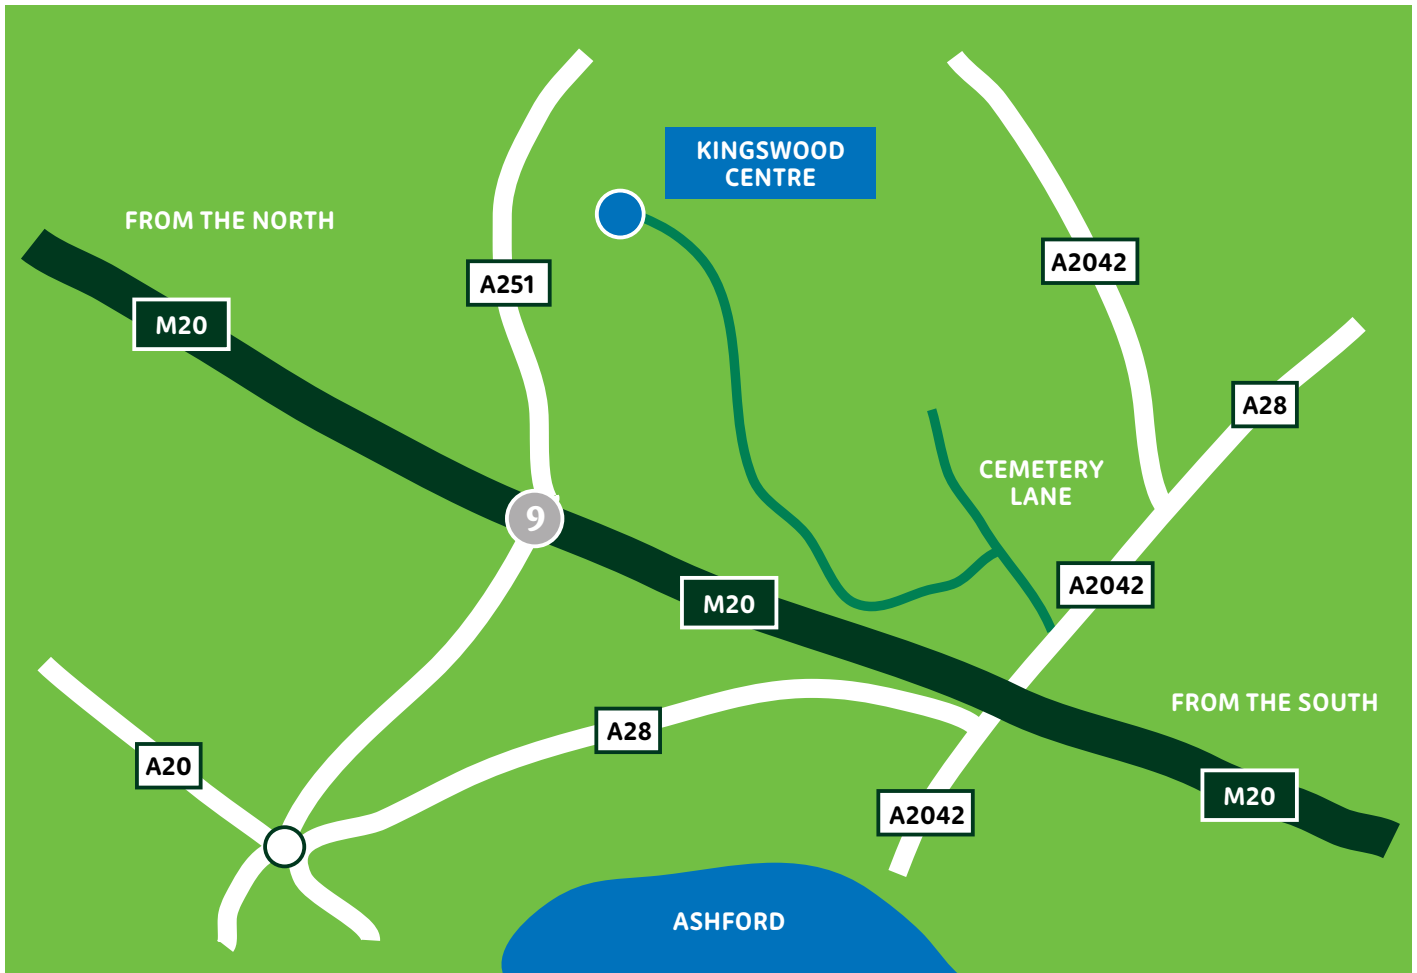 KINGSWOOD
CENTRE
FROM THE NORTH
A251
A2042
M20
A28
CEMETERY
LANE
9
A2042
M20
FROM THE SOUTH
A28
A20
M20
A2042
ASHFORD